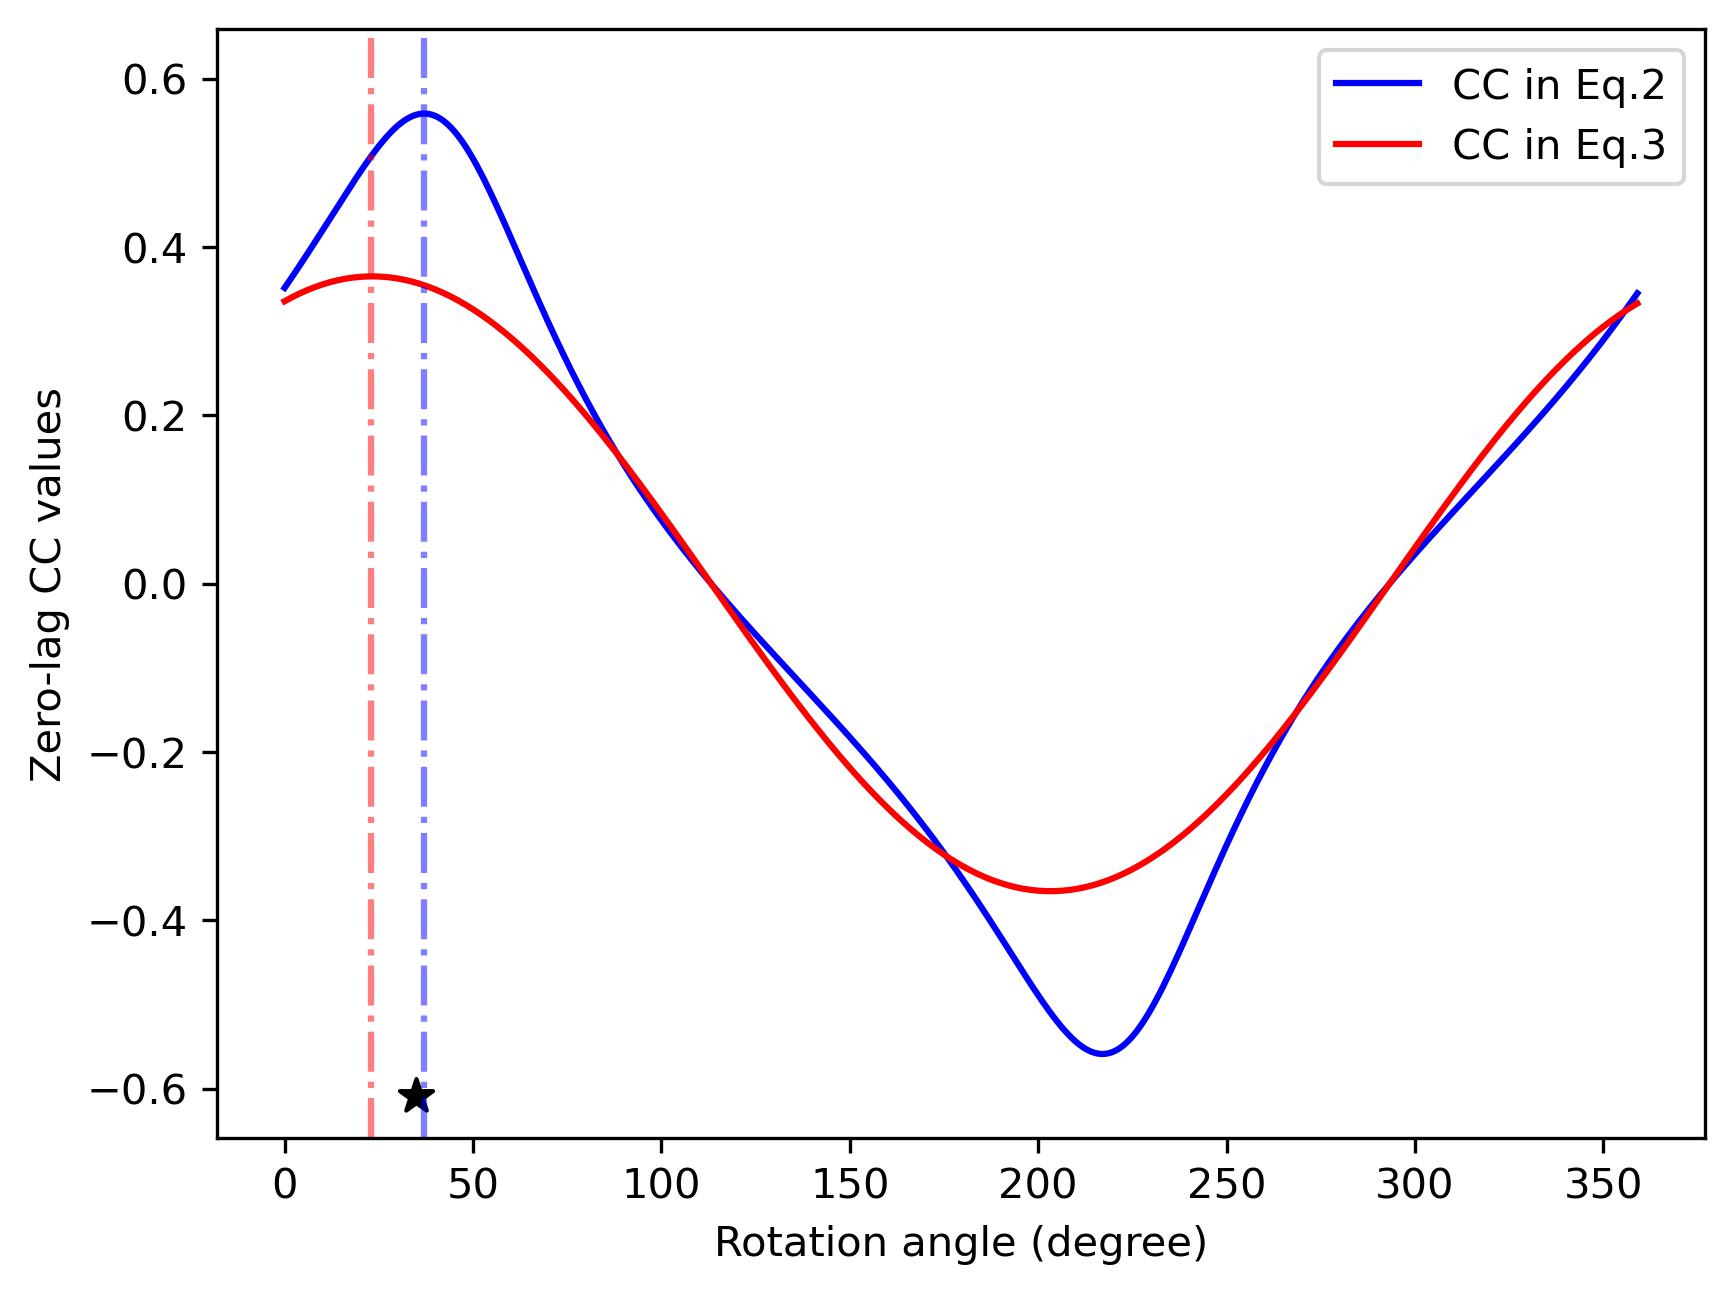 CC in Eq.2
CC in Eq.3
Zero-lag CC values
0.6
0.4
0.2
0.0
−0.2
−0.4
−0.6
0 50 100 150 200 250 300 350
Rotation angle (degree)